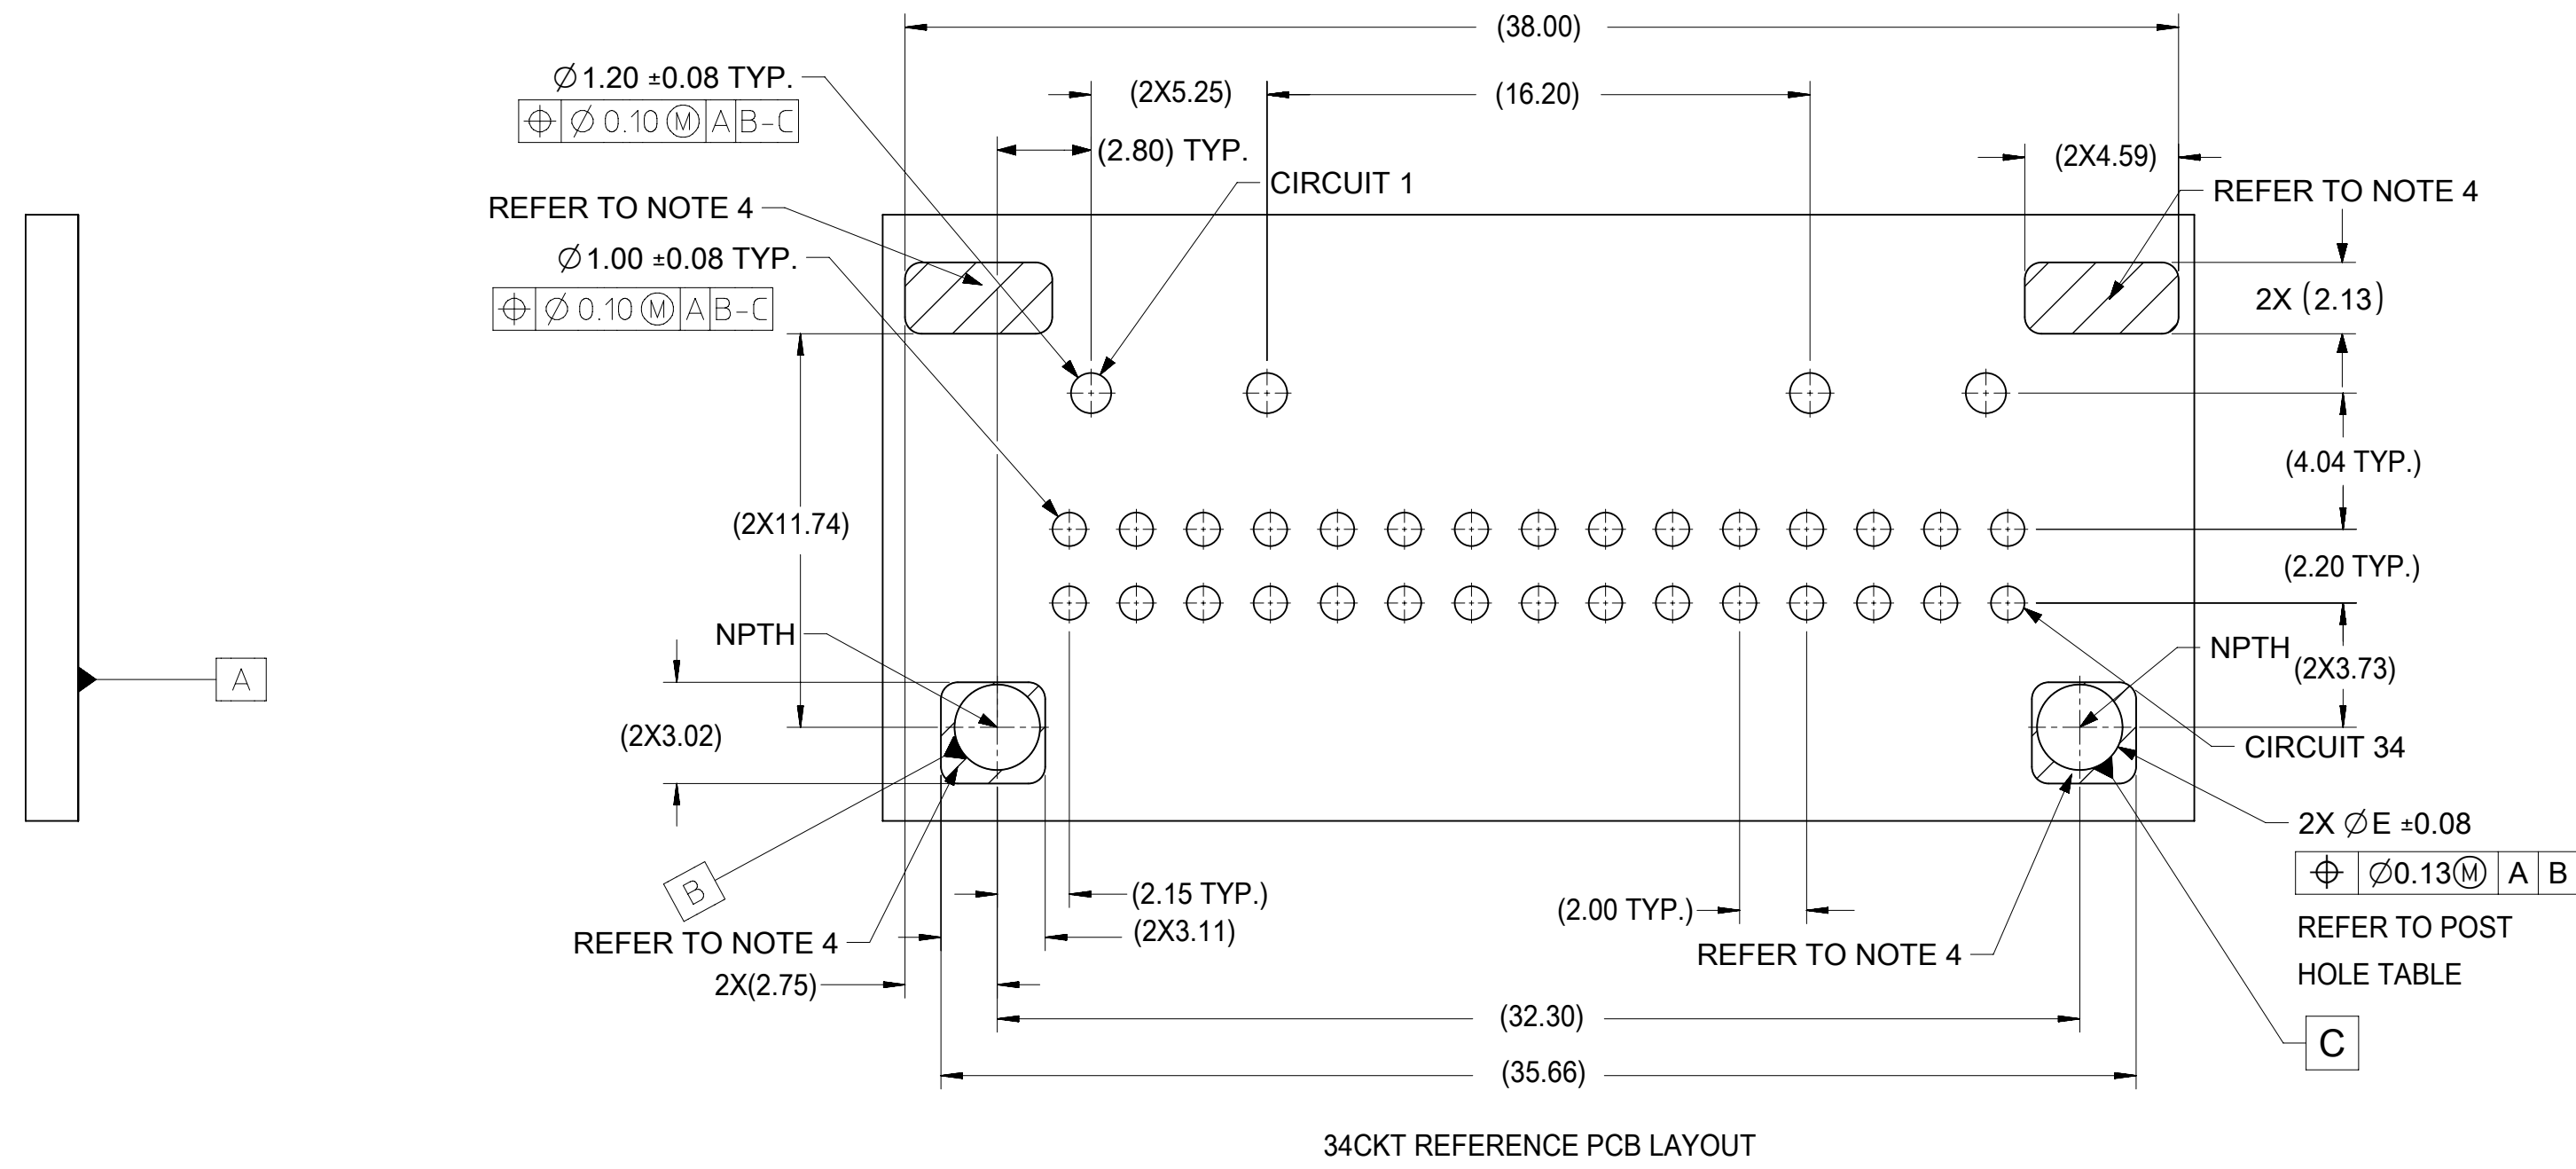 (38.00)
⌀1.20 ±0.08 TYP.
(2X5.25)
(16.20)
⌖ ⌀ 0.10 Ⓜ A B-C
(2.80) TYP.
(2X4.59)
CIRCUIT 1
REFER TO NOTE 4
REFER TO NOTE 4
⌀1.00 ±0.08 TYP.
2X (2.13)
⌖ ⌀ 0.10 Ⓜ A B-C
(4.04 TYP.)
(2X11.74)
(2.20 TYP.)
NPTH
NPTH
(2X3.73)
A
(2X3.02)
CIRCUIT 34
2X ⌀E ±0.08
⌖ ⌀0.13Ⓜ A B
B
(2.15 TYP.)
(2.00 TYP.)
(2X3.11)
REFER TO POST
HOLE TABLE
REFER TO NOTE 4
REFER TO NOTE 4
2X(2.75)
(32.30)
C
(35.66)
34CKT REFERENCE PCB LAYOUT